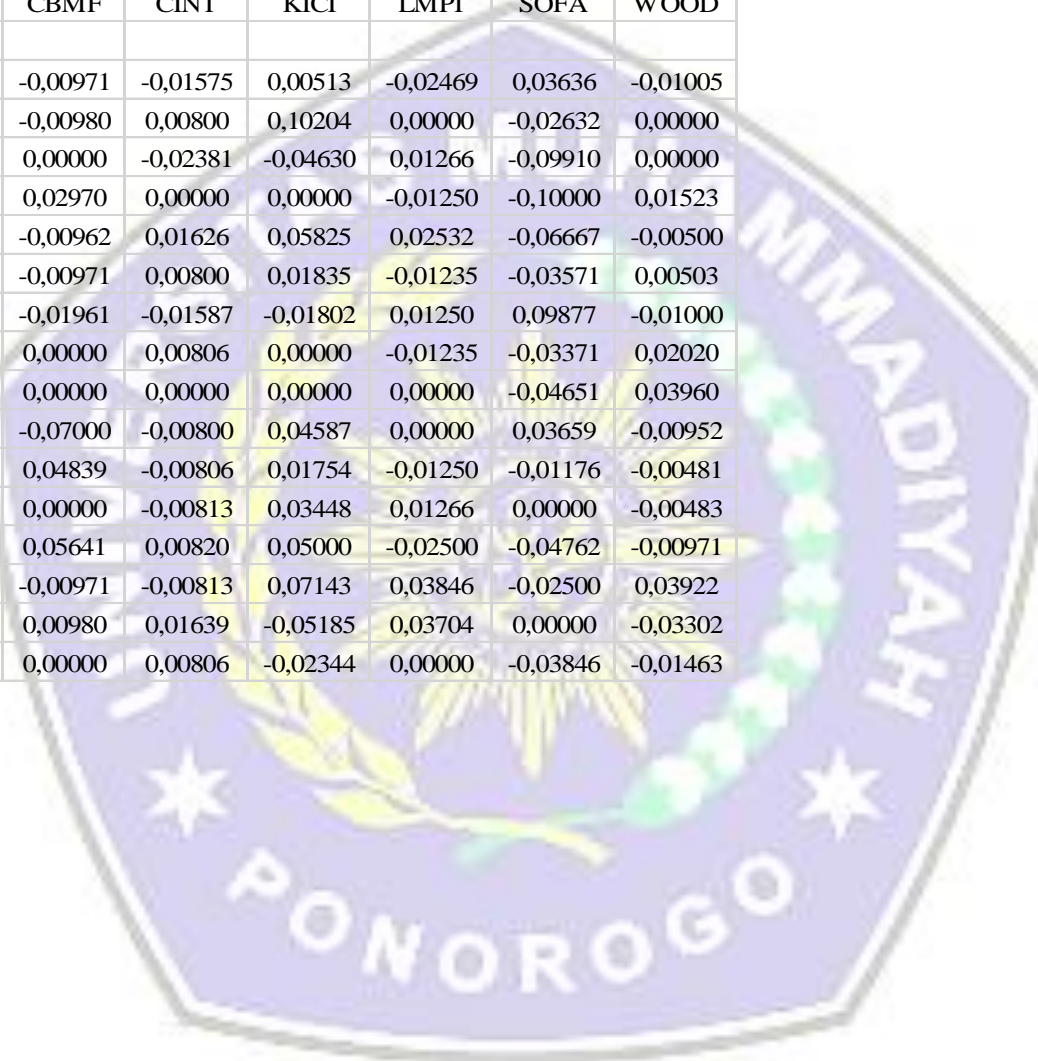 CBMF CINT KICI LMPI SOFA WOOD
-0,00971 -0,01575 0,00513 -0,02469 0,03636 -0,01005
-0,00980 0,00800 0,10204 0,00000 -0,02632 0,00000
0,00000 -0,02381 -0,04630 0,01266 -0,09910 0,00000
0,02970 0,00000 0,00000 -0,01250 -0,10000 0,01523
-0,00962 0,01626 0,05825 0,02532 -0,06667 -0,00500
-0,00971 0,00800 0,01835 -0,01235 -0,03571 0,00503
-0,01961 -0,01587 -0,01802 0,01250 0,09877 -0,01000
0,00000 0,00806 0,00000 -0,01235 -0,03371 0,02020
0,00000 0,00000 0,00000 0,00000 -0,04651 0,03960
-0,07000 -0,00800 0,04587 0,00000 0,03659 -0,00952
0,04839 -0,00806 0,01754 -0,01250 -0,01176 -0,00481
0,00000 -0,00813 0,03448 0,01266 0,00000 -0,00483
0,05641 0,00820 0,05000 -0,02500 -0,04762 -0,00971
-0,00971 -0,00813 0,07143 0,03846 -0,02500 0,03922
0,00980 0,01639 -0,05185 0,03704 0,00000 -0,03302
0,00000 0,00806 -0,02344 0,00000 -0,03846 -0,01463
PONOROGO